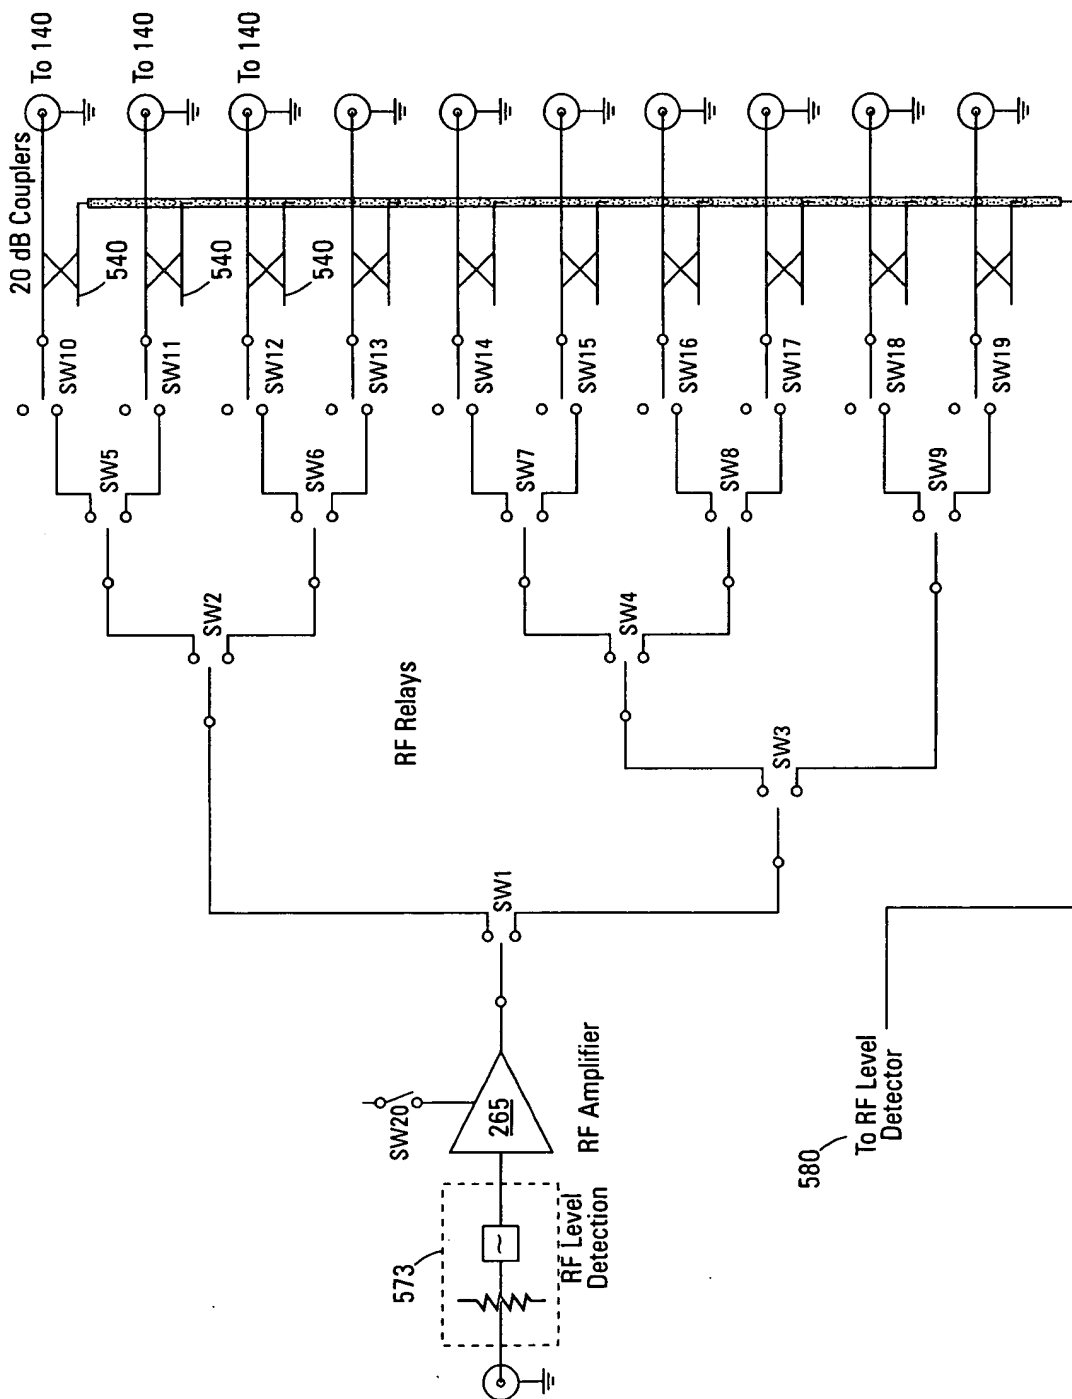 20 dB Couplers
To 140
To 140
To 140
540
540
540
SW10
SW11
SW12
SW13
SW14
SW15
SW16
SW17
SW18
SW19
SW5
SW6
SW7
SW8
SW9
SW2
SW4
RF Relays
SW3
SW1
SW20
265
RF Amplifier
573
~
RF Level
Detection
580
To RF Level
Detector